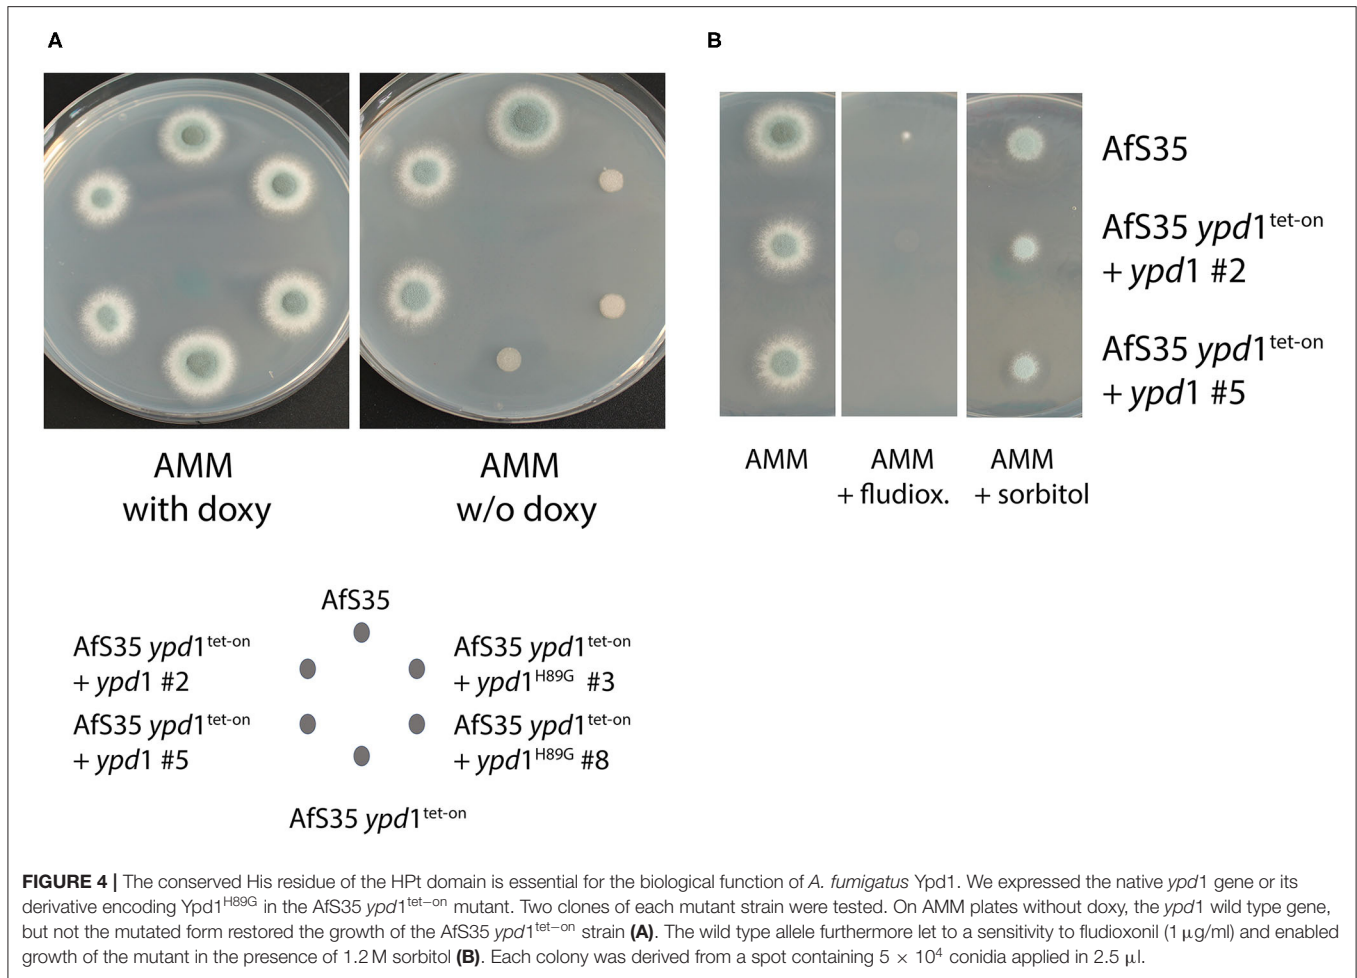 A
B
AfS35
AfS35 ypd1tet-on
+ ypd1 #2
AfS35 ypd1tet-on
+ ypd1 #5
AMM
with doxy
AMM
w/o doxy
AMM
AMM
+ fludiox.
AMM
+ sorbitol
AfS35
AfS35 ypd1tet-on
+ ypd1 #2
AfS35 ypd1tet-on
+ ypd1H89G #3
AfS35 ypd1tet-on
+ ypd1 #5
AfS35 ypd1tet-on
+ ypd1H89G #8
AfS35 ypd1tet-on
FIGURE 4 | The conserved His residue of the HPt domain is essential for the biological function of A. fumigatus Ypd1. We expressed the native ypd1 gene or its
derivative encoding Ypd1H89G in the AfS35 ypd1tet−on mutant. Two clones of each mutant strain were tested. On AMM plates without doxy, the ypd1 wild type gene,
but not the mutated form restored the growth of the AfS35 ypd1tet−on strain (A). The wild type allele furthermore let to a sensitivity to fludioxonil (1 μg/ml) and enabled
growth of the mutant in the presence of 1.2 M sorbitol (B). Each colony was derived from a spot containing 5 × 10⁴ conidia applied in 2.5 μl.